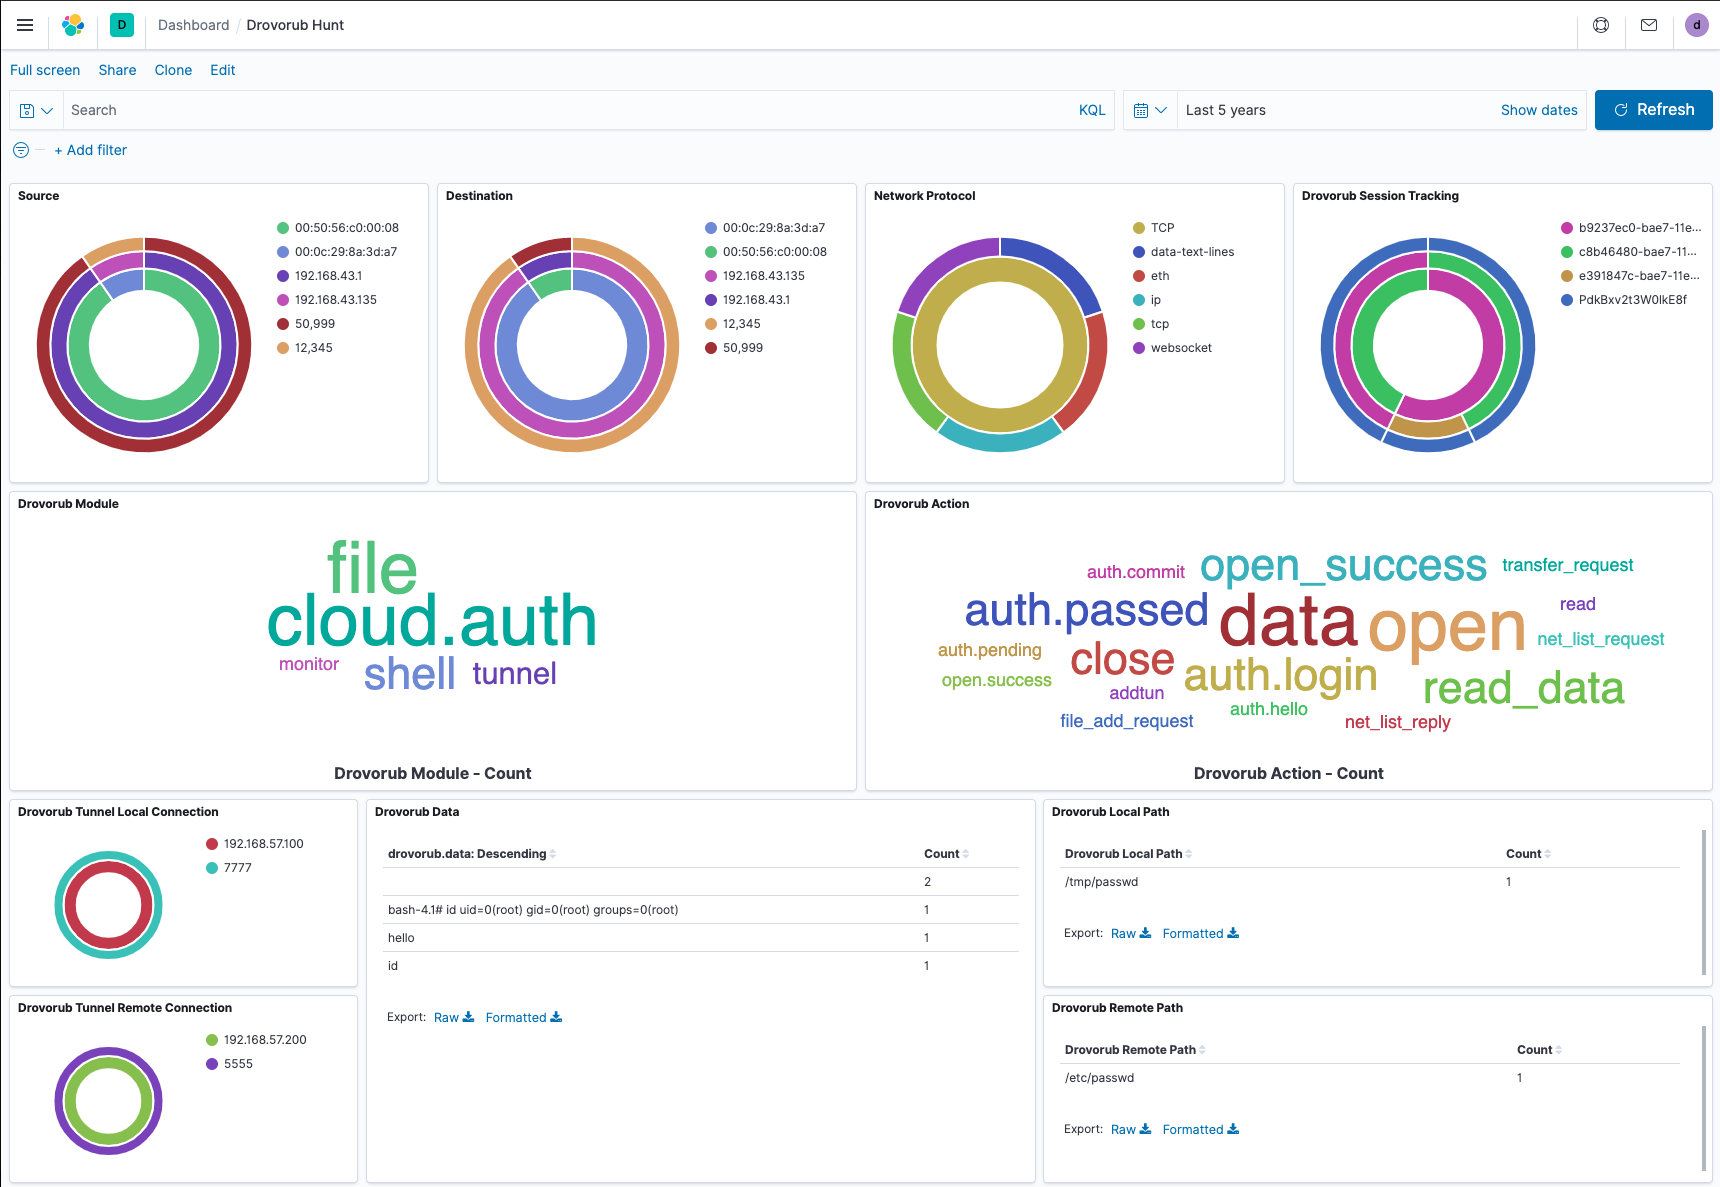 D Dashboard / Drovorub Hunt d
Full screen Share Clone Edit
Search KQL Last 5 years Show dates Refresh
+ Add filter
Source
00:50:56:c0:00:08
00:0c:29:8a:3d:a7
192.168.43.1
192.168.43.135
50,999
12,345
Destination
00:0c:29:8a:3d:a7
00:50:56:c0:00:08
192.168.43.135
192.168.43.1
12,345
50,999
Network Protocol
TCP
data-text-lines
eth
ip
tcp
websocket
Drovorub Session Tracking
b9237ec0-bae7-11e...
c8b46480-bae7-11...
e391847c-bae7-11e...
PdkBxv2t3W0IkE8f
Drovorub Module
file
cloud.auth
monitor shell tunnel
Drovorub Module - Count
Drovorub Action
auth.commit open_success transfer_request
auth.passed data open read
auth.pending close net_list_request
open.success addtun auth.login read_data
file_add_request auth.hello net_list_reply
Drovorub Action - Count
Drovorub Tunnel Local Connection
192.168.57.100
7777
Drovorub Tunnel Remote Connection
192.168.57.200
5555
Drovorub Data
drovorub.data: Descending Count
2
bash-4.1# id uid=0(root) gid=0(root) groups=0(root) 1
hello 1
id 1
Export: Raw Formatted
Drovorub Local Path
Drovorub Local Path Count
/tmp/passwd 1
Export: Raw Formatted
Drovorub Remote Path
Drovorub Remote Path Count
/etc/passwd 1
Export: Raw Formatted